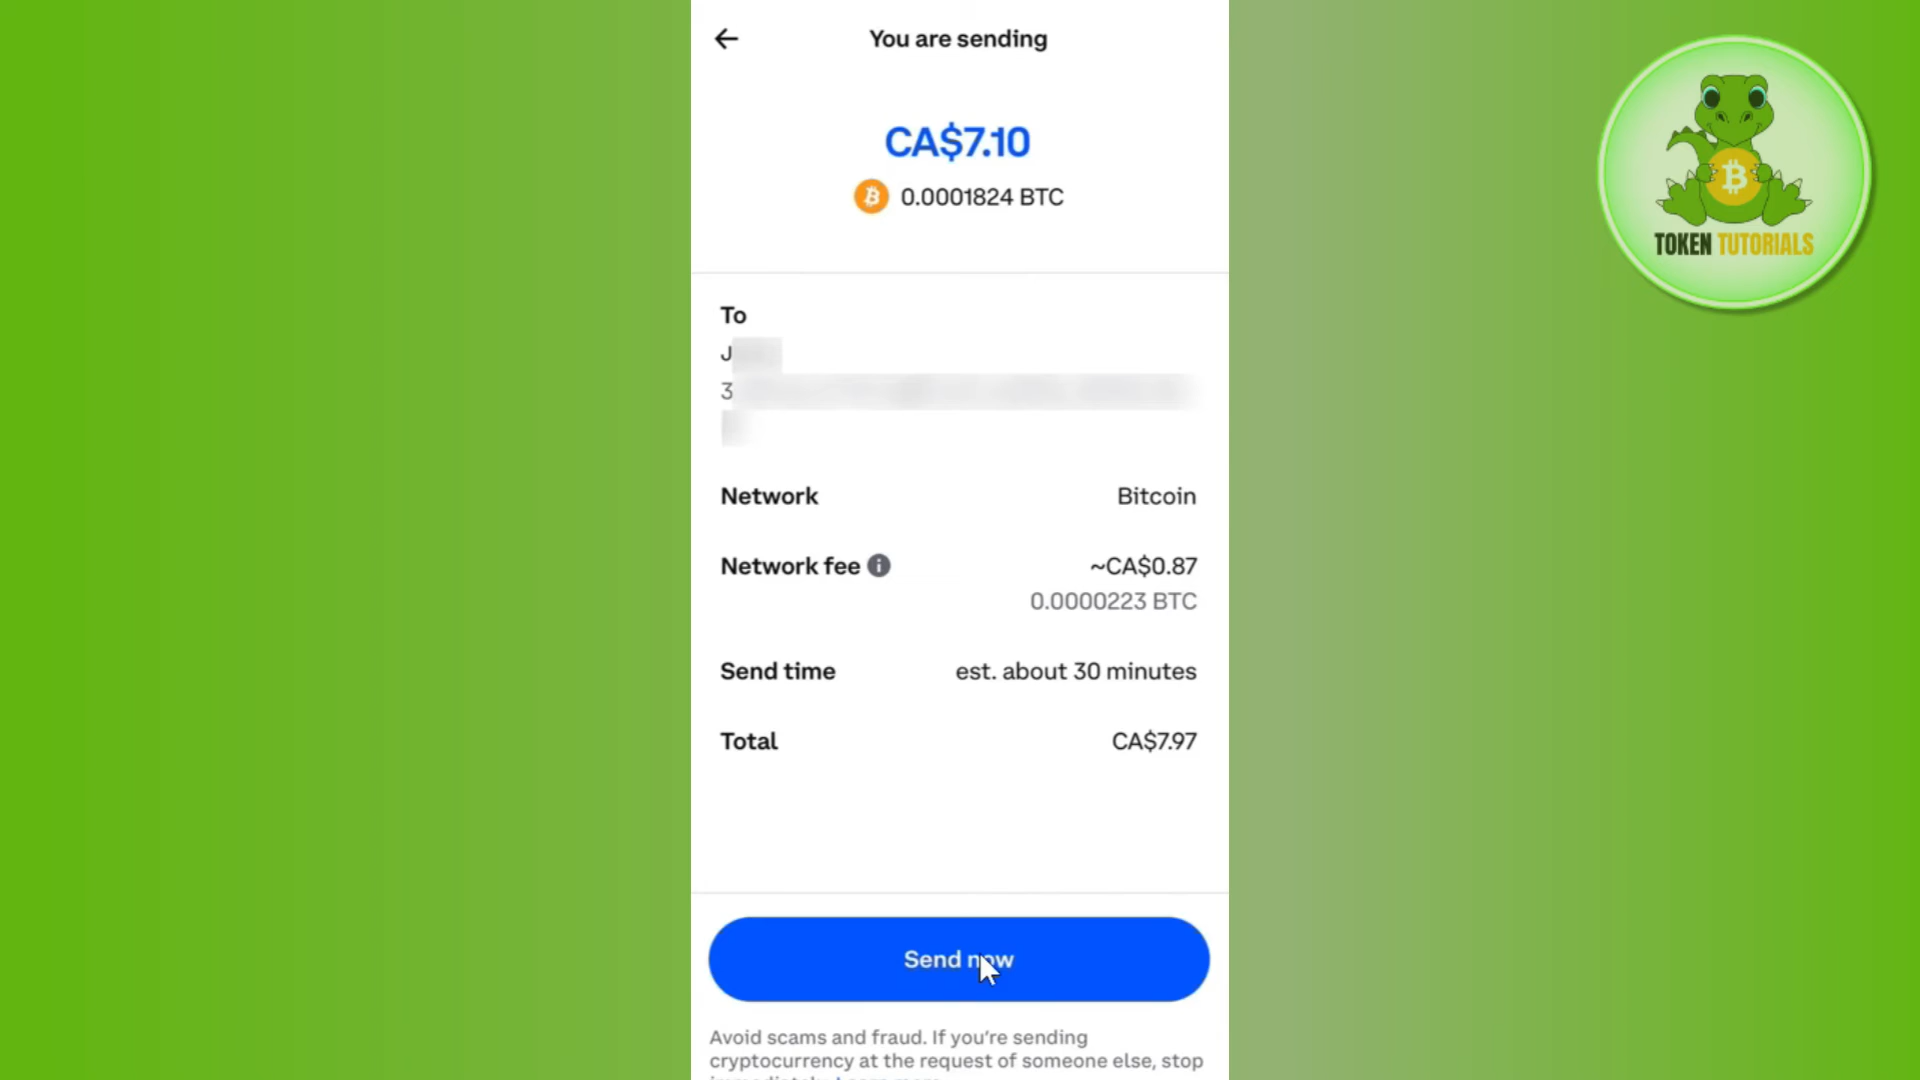 You are sending
CA$7.10
0.0001824 BTC
TOKEN TUTORIALS
To
J
3
Network Bitcoin
Network fee ~CA$0.87
0.0000223 BTC
Send time est. about 30 minutes
Total CA$7.97
Send now
Avoid scams and fraud. If you're sending
cryptocurrency at the request of someone else, stop